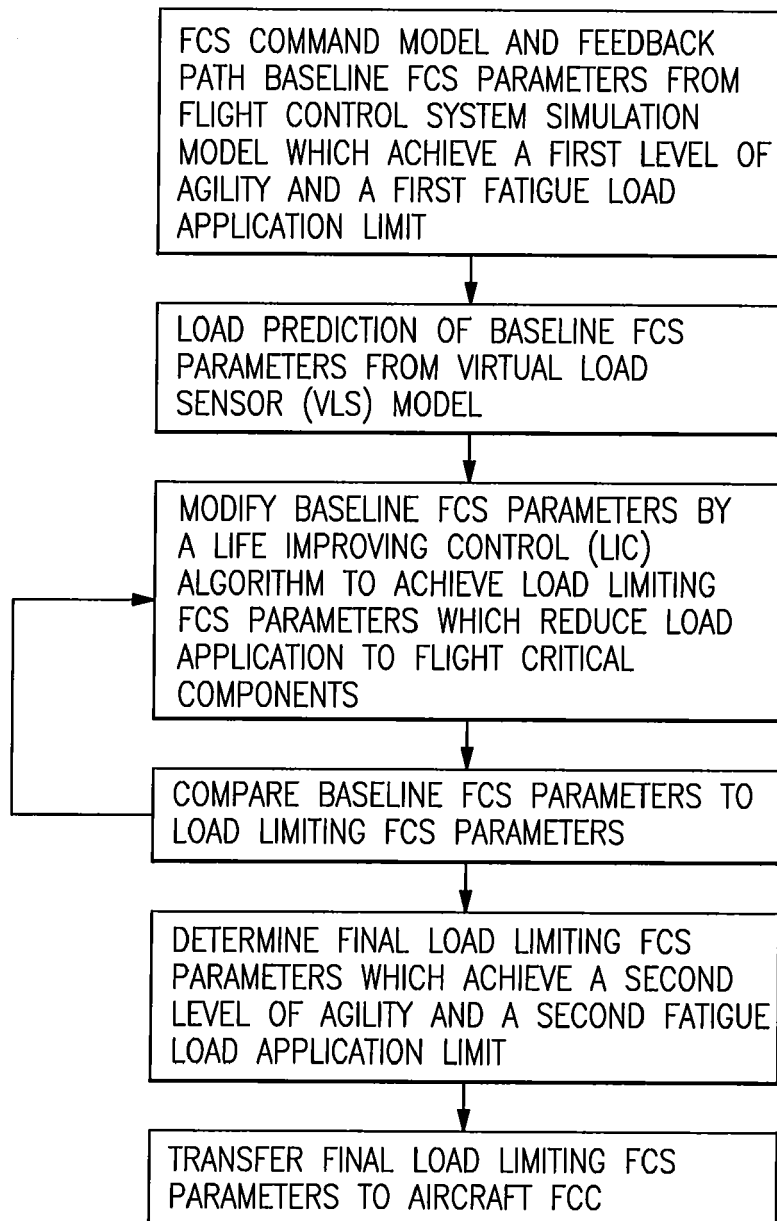 FCS COMMAND MODEL AND FEEDBACK
PATH BASELINE FCS PARAMETERS FROM
FLIGHT CONTROL SYSTEM SIMULATION
MODEL WHICH ACHIEVE A FIRST LEVEL OF
AGILITY AND A FIRST FATIGUE LOAD
APPLICATION LIMIT
LOAD PREDICTION OF BASELINE FCS
PARAMETERS FROM VIRTUAL LOAD
SENSOR (VLS) MODEL
MODIFY BASELINE FCS PARAMETERS BY
A LIFE IMPROVING CONTROL (LIC)
ALGORITHM TO ACHIEVE LOAD LIMITING
FCS PARAMETERS WHICH REDUCE LOAD
APPLICATION TO FLIGHT CRITICAL
COMPONENTS
COMPARE BASELINE FCS PARAMETERS TO
LOAD LIMITING FCS PARAMETERS
DETERMINE FINAL LOAD LIMITING FCS
PARAMETERS WHICH ACHIEVE A SECOND
LEVEL OF AGILITY AND A SECOND FATIGUE
LOAD APPLICATION LIMIT
TRANSFER FINAL LOAD LIMITING FCS
PARAMETERS TO AIRCRAFT FCC